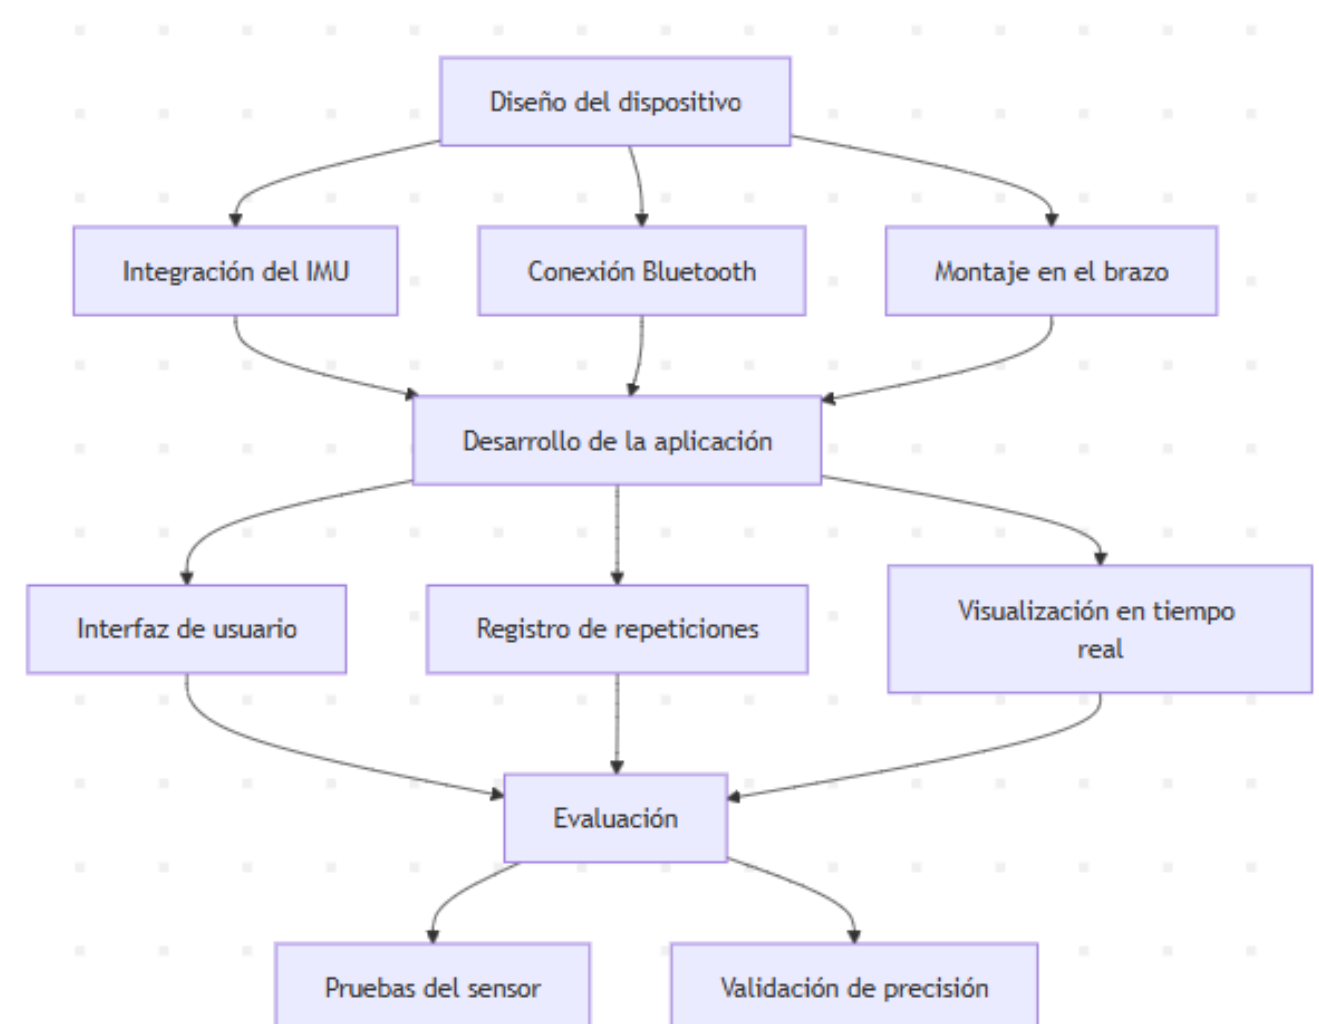 Diseño del dispositivo
Integración del IMU
Conexión Bluetooth
Montaje en el brazo
Desarrollo de la aplicación
Interfaz de usuario
Registro de repeticiones
Visualización en tiempo
real
Evaluación
Pruebas del sensor
Validación de precisión